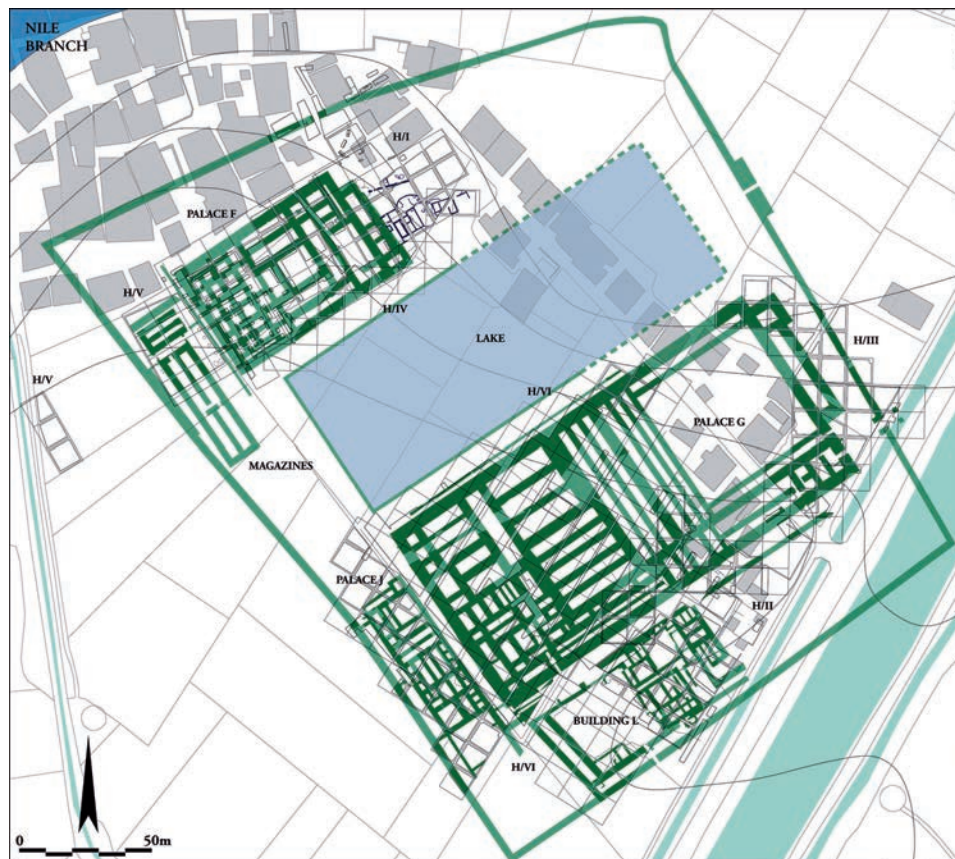 NILE
BRANCH
H/I
PALACE F
H/V
H/IV
H/III
LAKE
H/V
H/VI
PALACE G
MAGAZINES
PALACE J
H/II
BUILDING L
H/VI
0 50m